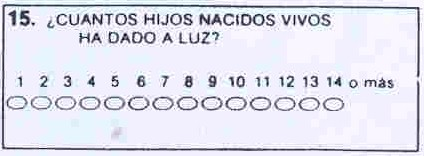 15. ¿CUANTOS HIJOS NACIDOS VIVOS
HA DADO A LUZ?
1 2 3 4 5 6 7 8 9 10 11 12 13 14 o más